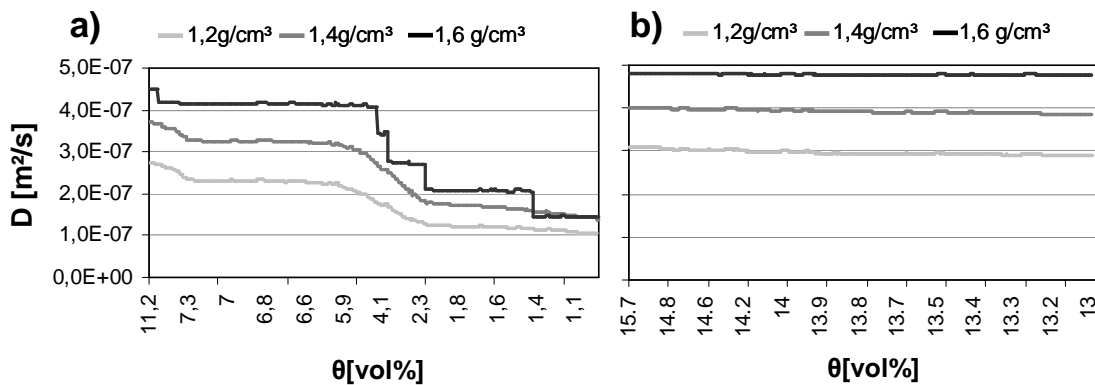 a)
1,2g/cm³ 1,4g/cm³ 1,6 g/cm³
5,0E-07
4,0E-07
3,0E-07
2,0E-07
1,0E-07
0,0E+00
D [m²/s]
11,2 7,3 7 6,8 6,6 5,9 4,1 2,3 1,8 1,6 1,4 1,1
θ[vol%]
b)
1,2g/cm³ 1,4g/cm³ 1,6 g/cm³
15.7 14.8 14.6 14.2 14 13.9 13.8 13.7 13.5 13.3 13.2 13
θ[vol%]